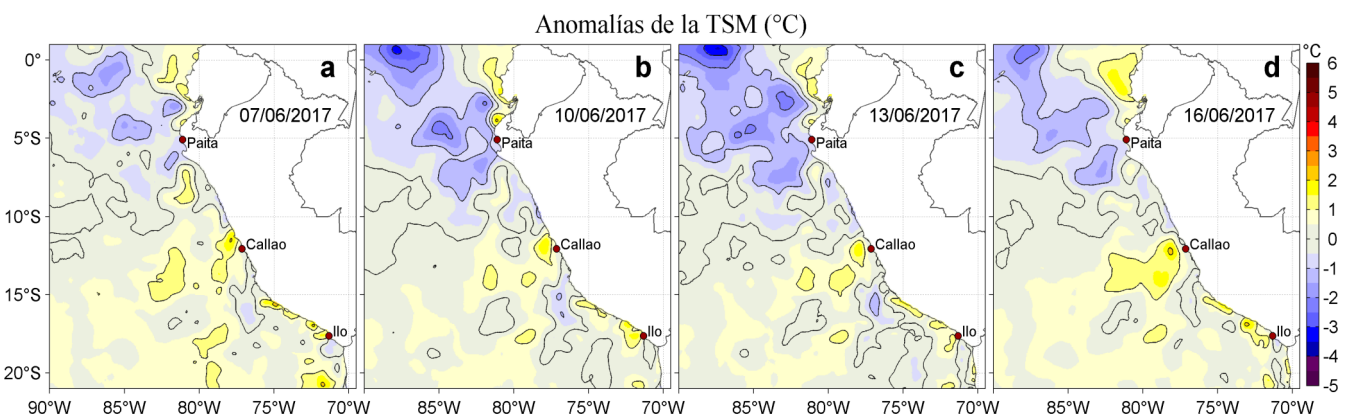 Anomalías de la TSM (°C)
a
07/06/2017
Paita
Callao
Ilo
b
10/06/2017
Paita
Callao
Ilo
c
13/06/2017
Paita
Callao
Ilo
d
16/06/2017
Paita
Callao
Ilo
0°
5°S
10°S
15°S
20°S
90°W 85°W 80°W 75°W 70°W 85°W 80°W 75°W 70°W 85°W 80°W 75°W 70°W 85°W 80°W 75°W 70°W
°C
6
5
4
3
2
1
0
-1
-2
-3
-4
-5